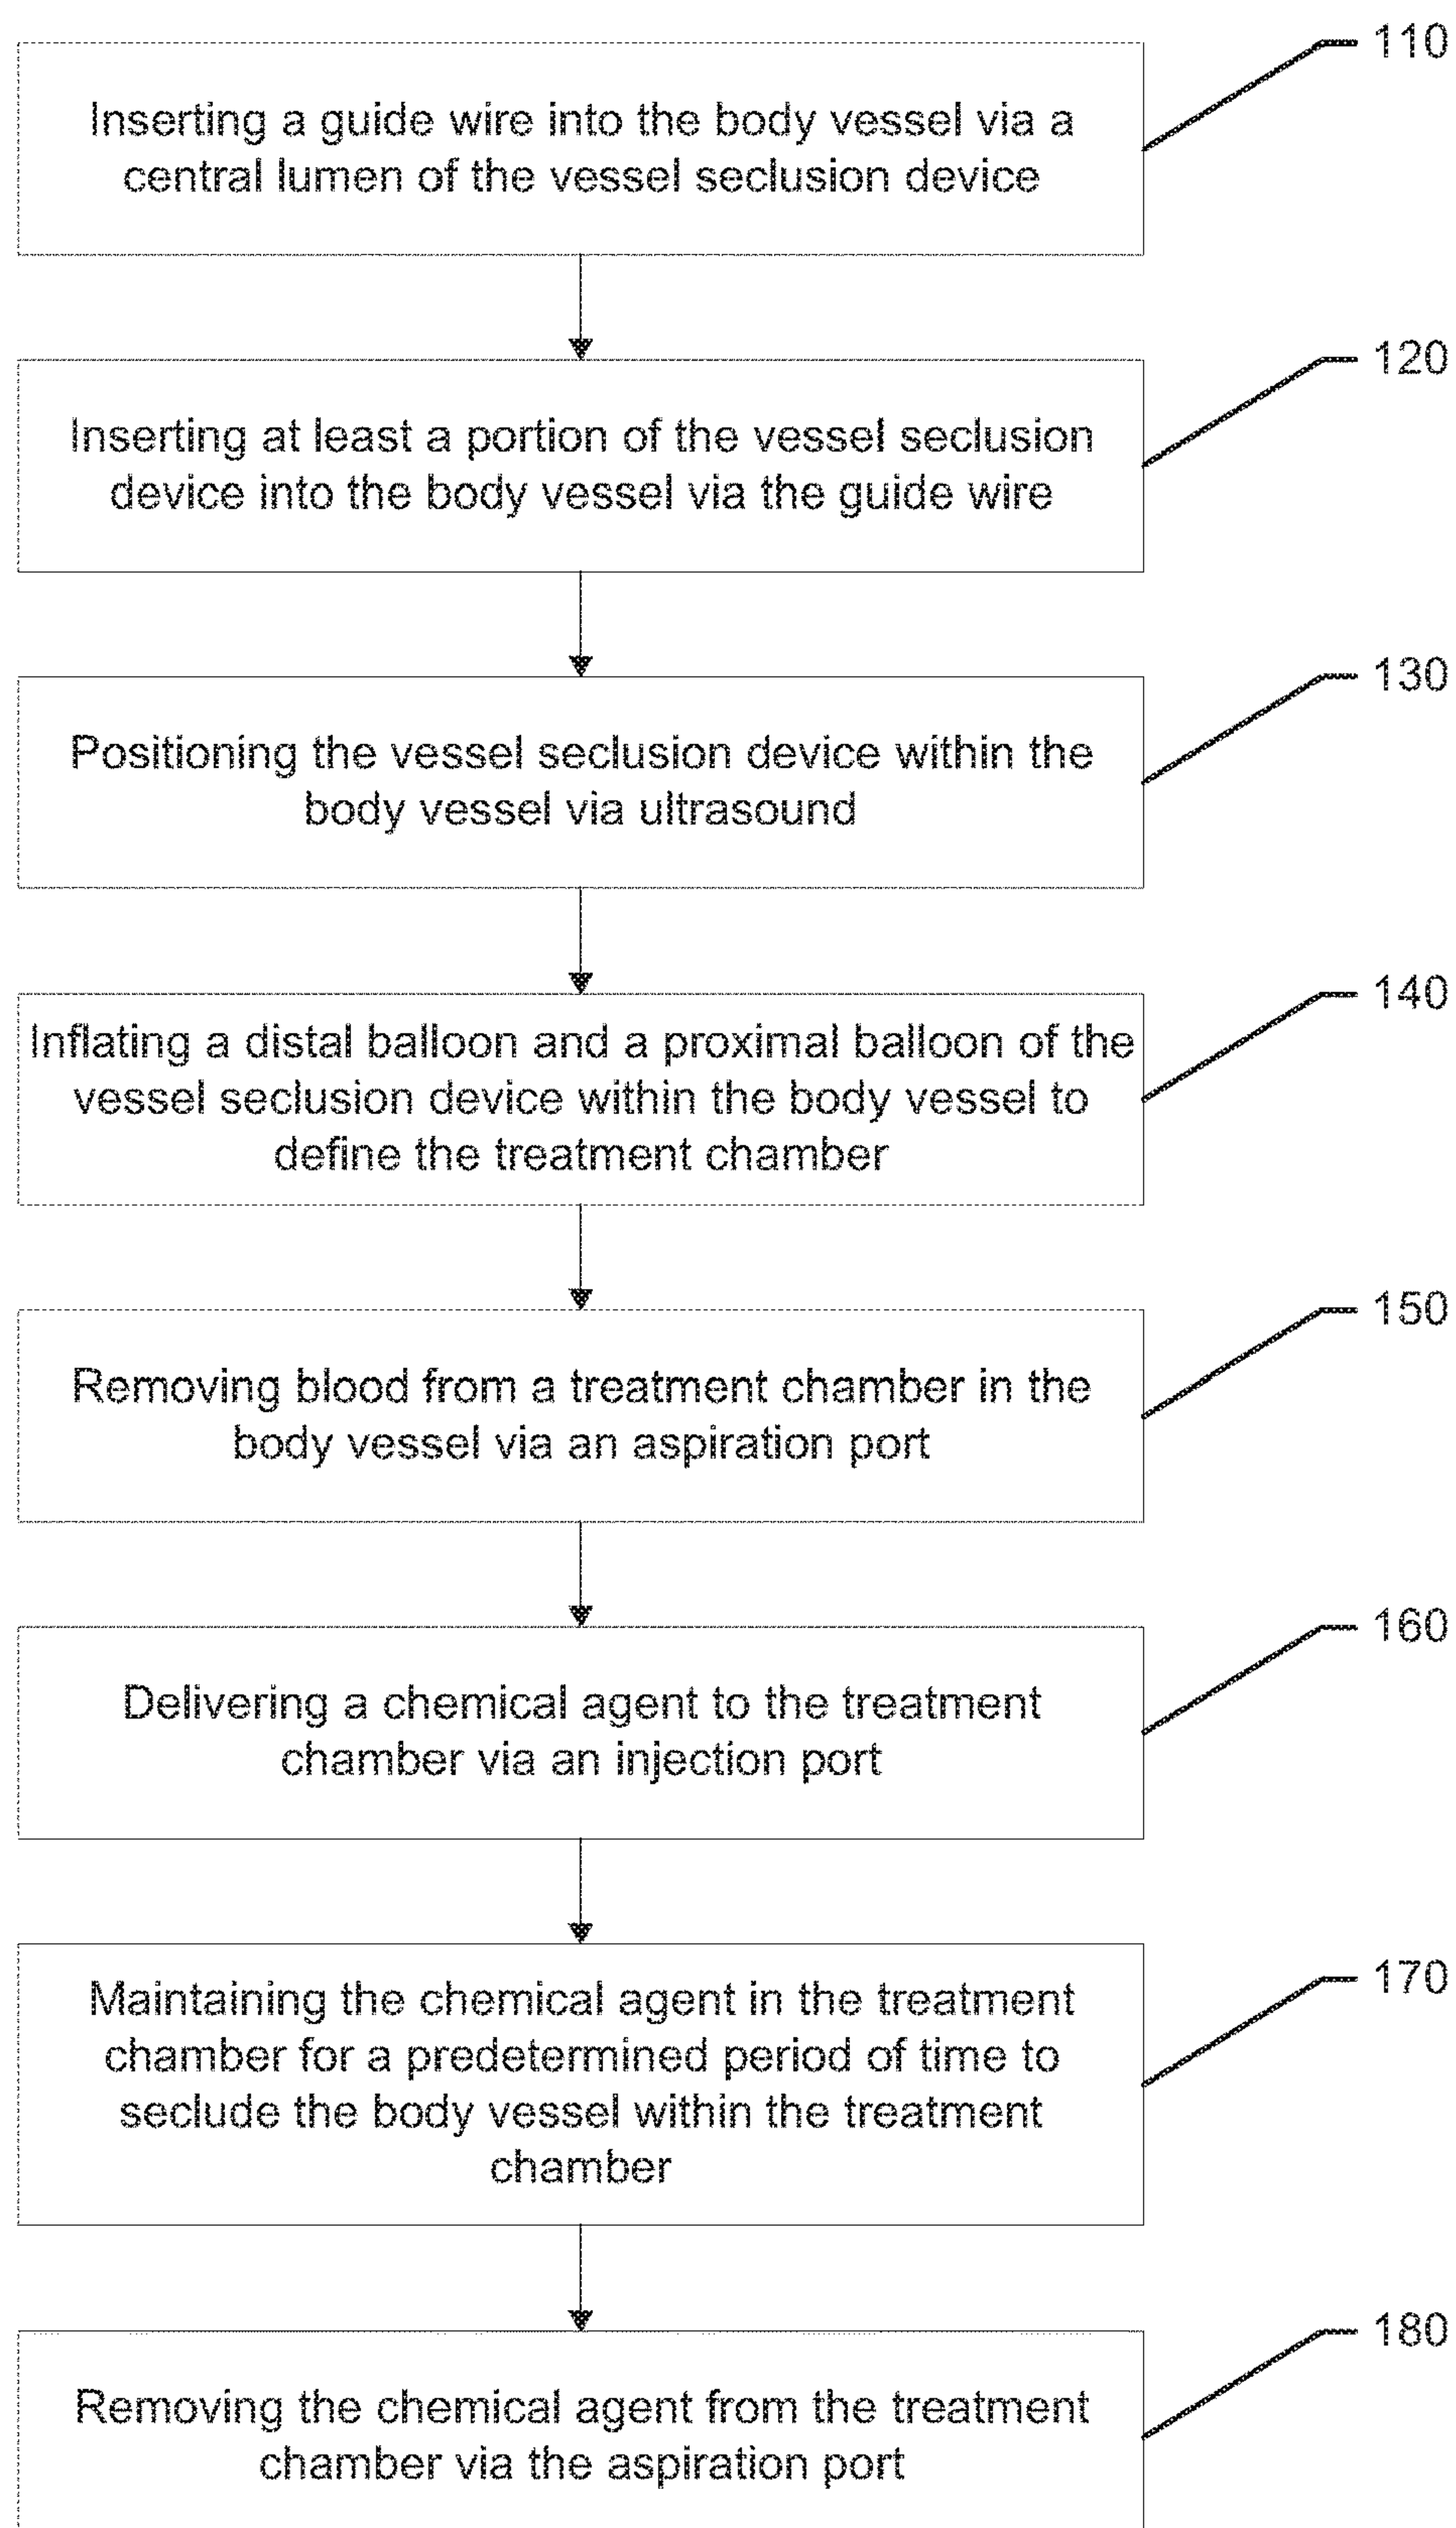 110
Inserting a guide wire into the body vessel via a
central lumen of the vessel seclusion device
120
Inserting at least a portion of the vessel seclusion
device into the body vessel via the guide wire
130
Positioning the vessel seclusion device within the
body vessel via ultrasound
140
Inflating a distal balloon and a proximal balloon of the
vessel seclusion device within the body vessel to
define the treatment chamber
150
Removing blood from a treatment chamber in the
body vessel via an aspiration port
160
Delivering a chemical agent to the treatment
chamber via an injection port
170
Maintaining the chemical agent in the treatment
chamber for a predetermined period of time to
seclude the body vessel within the treatment
chamber
180
Removing the chemical agent from the treatment
chamber via the aspiration port